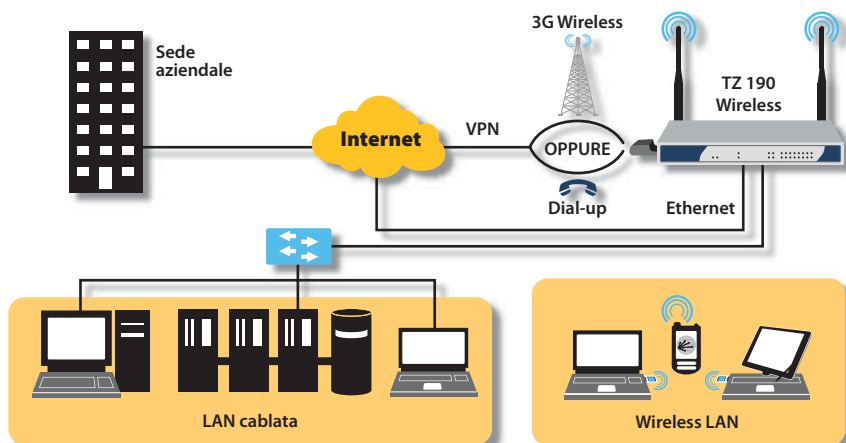 3G Wireless
Sede
aziendale
TZ 190
Wireless
Internet
VPN
OPPURE
Dial-up
Ethernet
LAN cablata
Wireless LAN